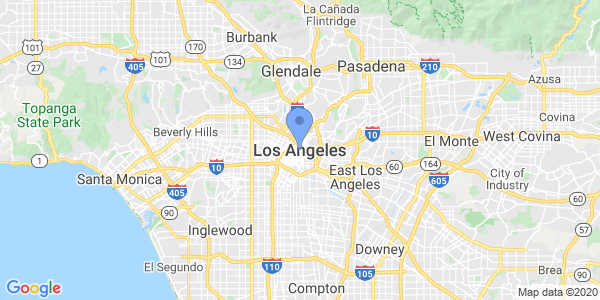 La Cañada
Flintridge
Burbank
170
101
101
134
27
405
Glendale
Pasadena
210
39
Azusa
Topanga
State Park
Beverly Hills
10
Covina
El Monte
West Covina
Los Angeles
1
10
60
164
East Los
Angeles
605
City of
Industry
Santa Monica
405
90
Inglewood
60
57
Downey
El Segundo
110
105
90
Brea
Compton
Google
Map data ©2020